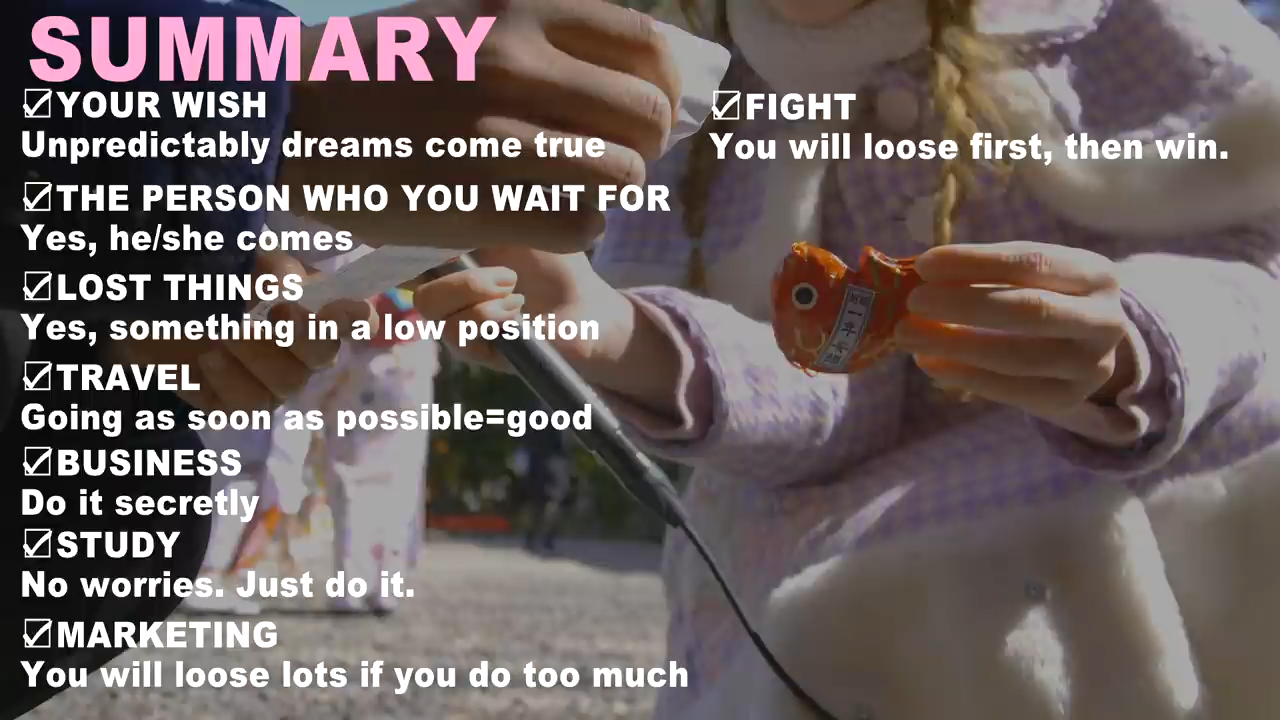 SUMMARY
☑YOUR WISH
Unpredictably dreams come true
☑THE PERSON WHO YOU WAIT FOR
Yes, he/she comes
☑LOST THINGS
Yes, something in a low position
☑TRAVEL
Going as soon as possible=good
☑BUSINESS
Do it secretly
☑STUDY
No worries. Just do it.
☑MARKETING
You will loose lots if you do too much
☑FIGHT
You will loose first, then win.